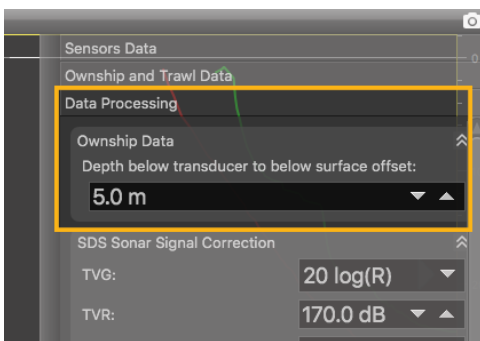 Sensors Data
0
Ownship and Trawl Data
Data Processing
Ownship Data
Depth below transducer to below surface offset:
5.0 m
SDS Sonar Signal Correction
TVG: 20 log(R)
TVR: 170.0 dB